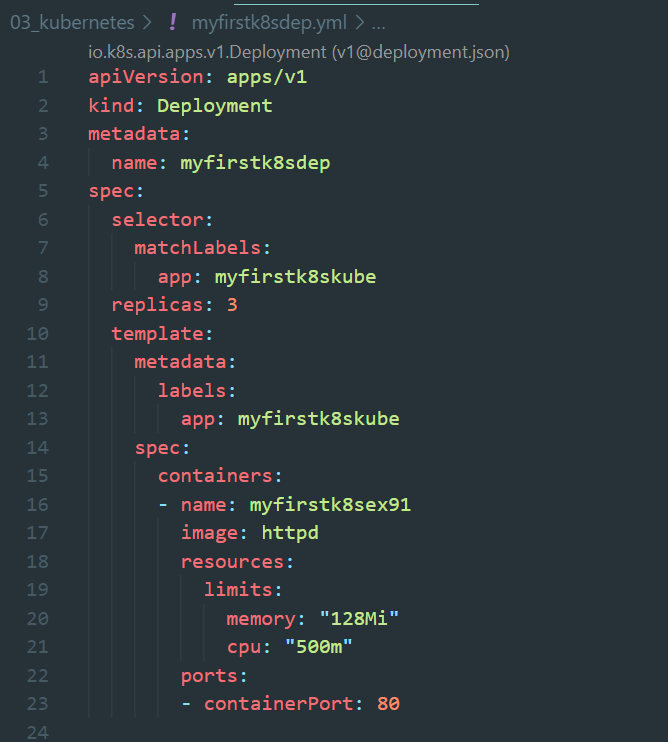 03_kubernetes > ! myfirstk8sdep.yml > ...
io.k8s.api.apps.v1.Deployment (v1@deployment.json)
1 apiVersion: apps/v1
2 kind: Deployment
3 metadata:
4   name: myfirstk8sdep
5 spec:
6   selector:
7     matchLabels:
8       app: myfirstk8skube
9   replicas: 3
10   template:
11     metadata:
12       labels:
13         app: myfirstk8skube
14     spec:
15       containers:
16       - name: myfirstk8sex91
17         image: httpd
18         resources:
19           limits:
20             memory: "128Mi"
21             cpu: "500m"
22         ports:
23         - containerPort: 80
24